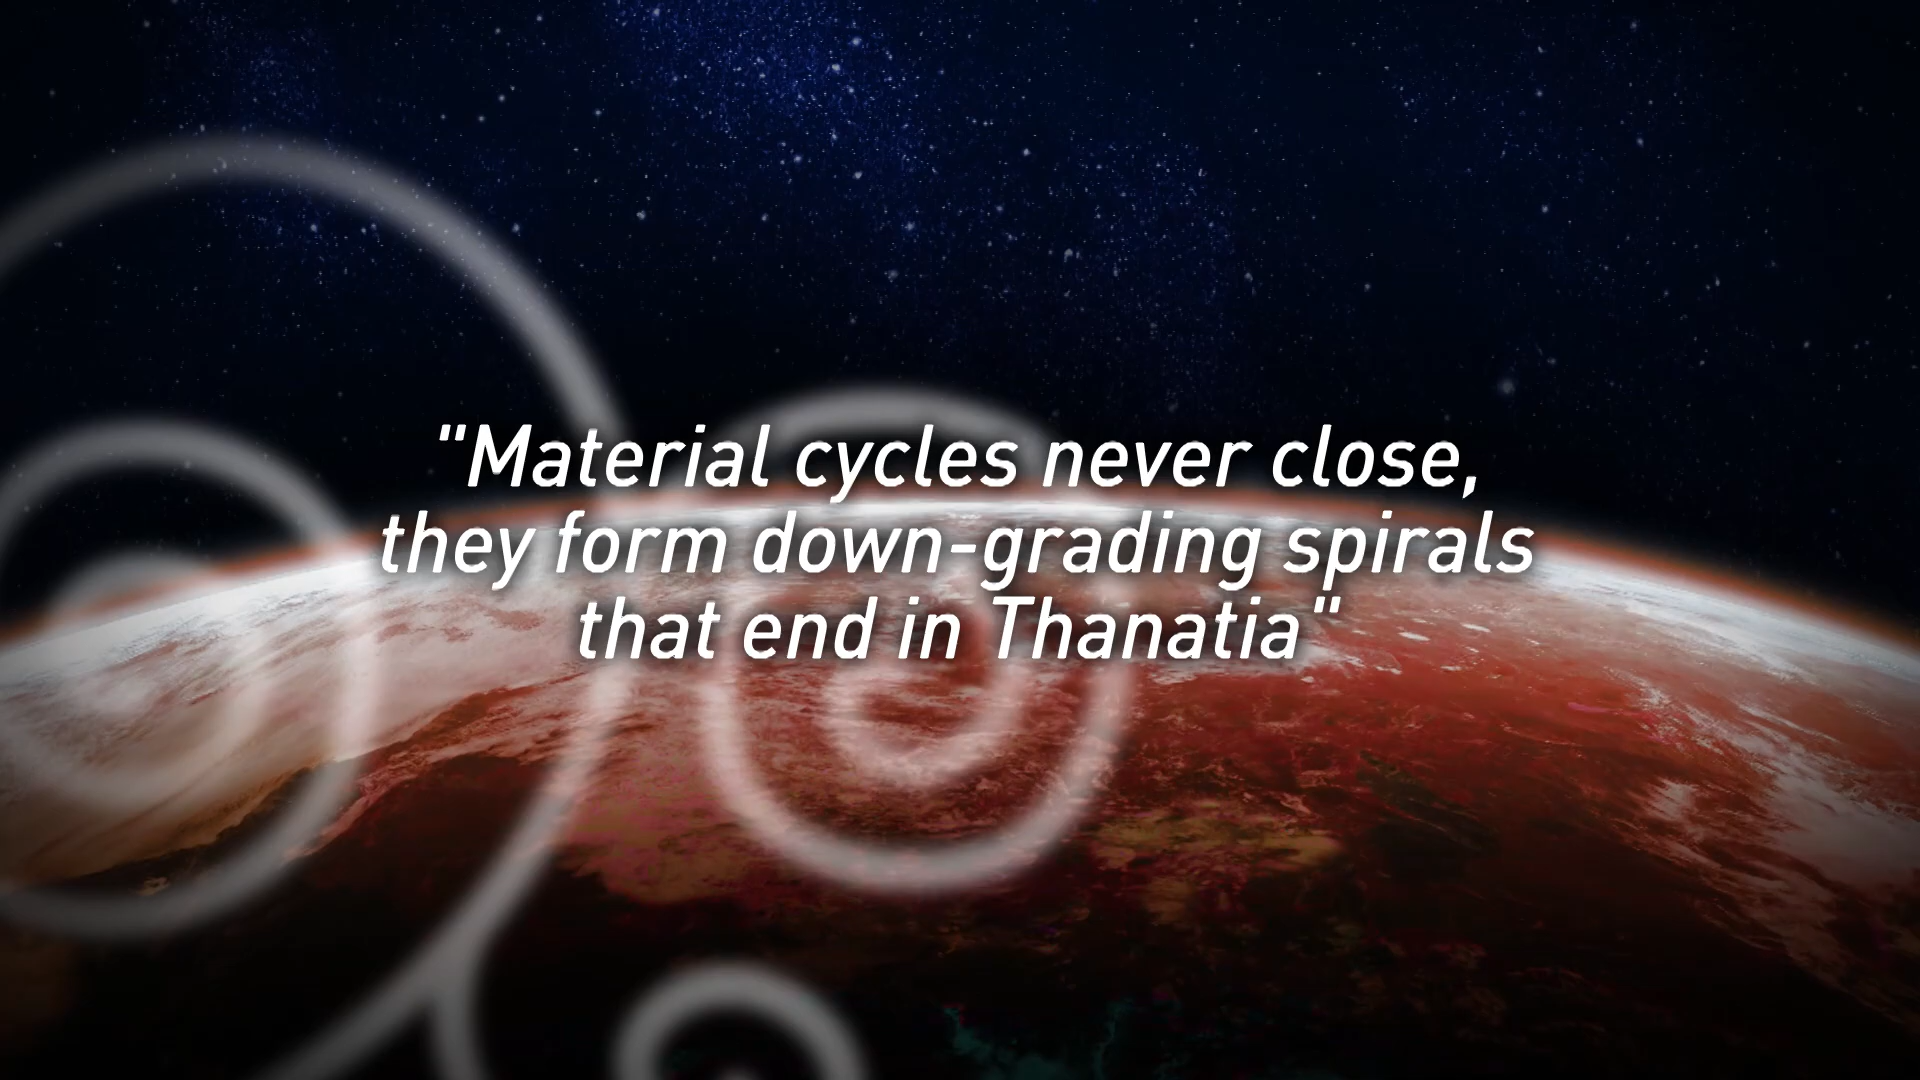 "Material cycles never close,
they form down-grading spirals
that end in Thanatia"